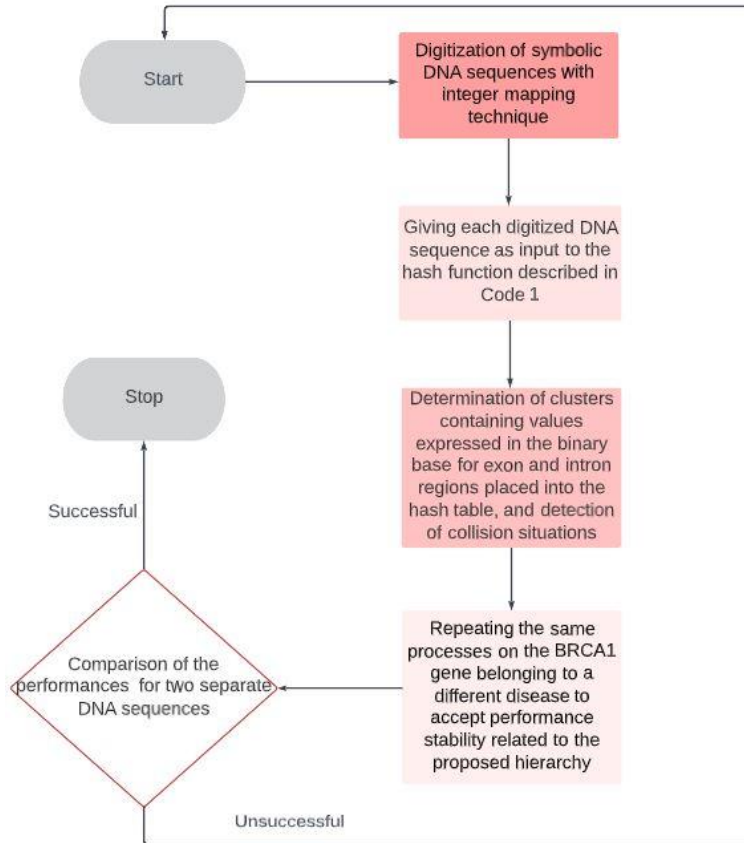 Start
Digitization of symbolic
DNA sequences with
integer mapping
technique
Giving each digitized DNA
sequence as input to the
hash function described in
Code 1
Determination of clusters
containing values
expressed in the binary
base for exon and intron
regions placed into the
hash table, and detection
of collision situations
Repeating the same
processes on the BRCA1
gene belonging to a
different disease to
accept performance
stability related to the
proposed hierarchy
Comparison of the
performances for two separate
DNA sequences
Successful
Stop
Unsuccessful